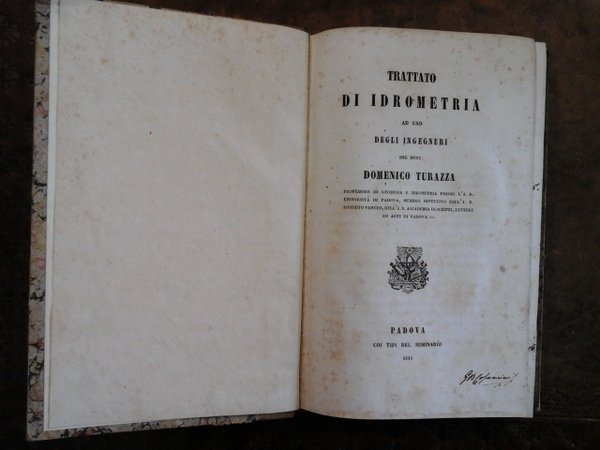 TRATTATO
DI IDROMETRIA
AD USO
DEGLI INGEGNERI
DEL DOTT.
DOMENICO TURAZZA
PROFESSORE DI GEODESIA E IDROMETRIA PRESSO L'I. R.
UNIVERSITÀ DI PADOVA, MEMBRO EFFETTIVO DELL'I. R.
ISTITUTO VENETO, DELL'I. R. ACCADEMIA DI SCIENZE, LETTERE
ED ARTI DI PADOVA
PADOVA
COI TIPI DEL SEMINARIO
1845